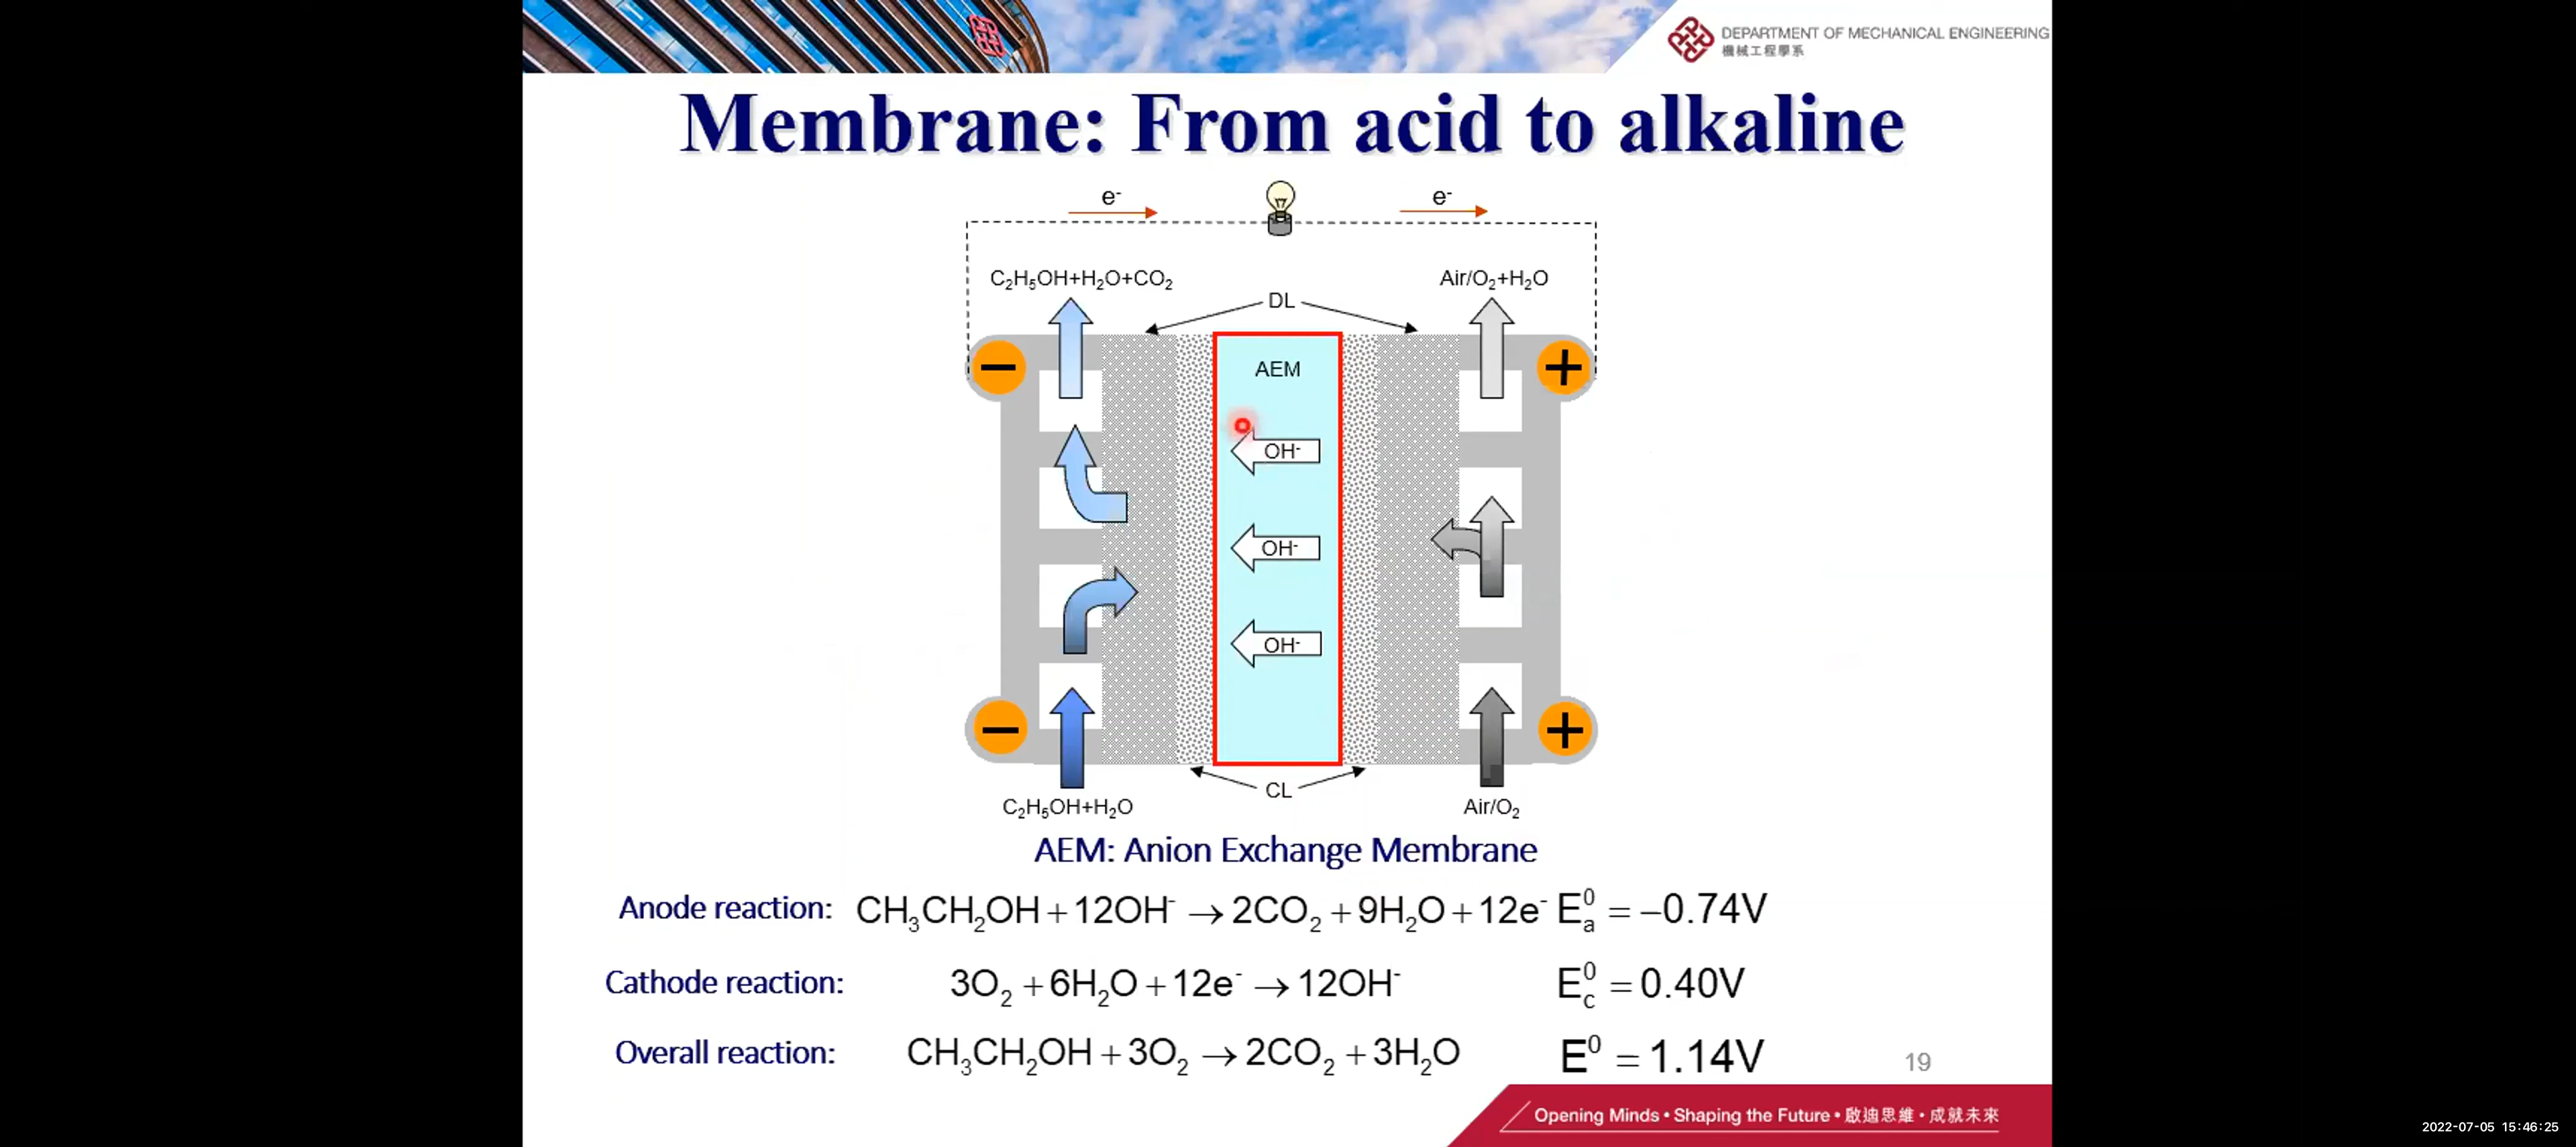 DEPARTMENT OF MECHANICAL ENGINEERING
機械工程學系
Membrane: From acid to alkaline
e⁻ e⁻
C₂H₅OH+H₂O+CO₂
Air/O₂+H₂O
DL
AEM
OH⁻
OH⁻
OH⁻
CL
C₂H₅OH+H₂O
Air/O₂
AEM: Anion Exchange Membrane
Anode reaction: CH₃CH₂OH + 12OH⁻ → 2CO₂ + 9H₂O + 12e⁻ E⁰ₐ = −0.74V
Cathode reaction: 3O₂ + 6H₂O + 12e⁻ → 12OH⁻ E⁰c = 0.40V
Overall reaction: CH₃CH₂OH + 3O₂ → 2CO₂ + 3H₂O E⁰ = 1.14V
19
Opening Minds • Shaping the Future • 啟迪思維 • 成就未來
2022-07-05 15:46:25